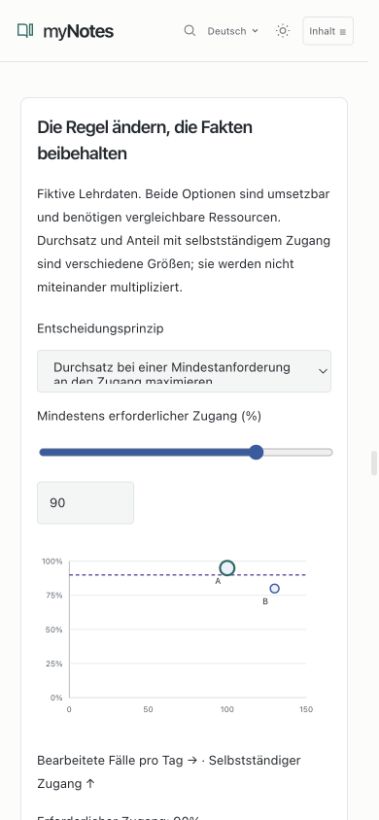 myNotes
Deutsch
Inhalt ≡
Die Regel ändern, die Fakten
beibehalten
Fiktive Lehrdaten. Beide Optionen sind umsetzbar
und benötigen vergleichbare Ressourcen.
Durchsatz und Anteil mit selbstständigem Zugang
sind verschiedene Größen; sie werden nicht
miteinander multipliziert.
Entscheidungsprinzip
Durchsatz bei einer Mindestanforderung
an den Zugang maximieren
Mindestens erforderlicher Zugang (%)
90
100%
A
75%
B
50%
25%
0%
0 50 100 150
Bearbeitete Fälle pro Tag → · Selbstständiger
Zugang ↑
Erforderlicher Zugang: 90%